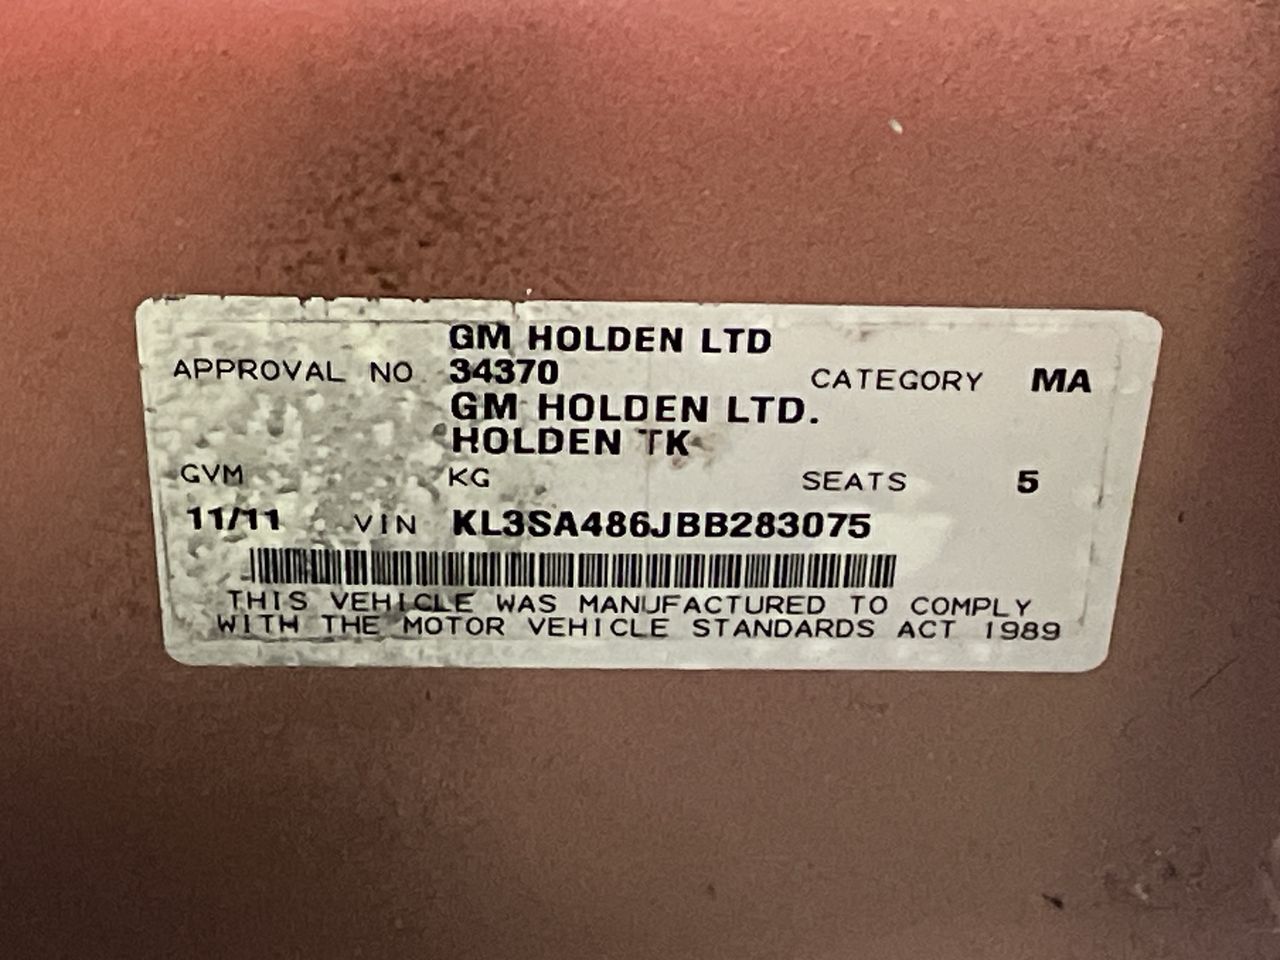 GM HOLDEN LTD
APPROVAL NO 34370 CATEGORY MA
GM HOLDEN LTD.
HOLDEN TK
GVM KG SEATS 5
11/11 VIN KL3SA486JBB283075
THIS VEHICLE WAS MANUFACTURED TO COMPLY
WITH THE MOTOR VEHICLE STANDARDS ACT 1989